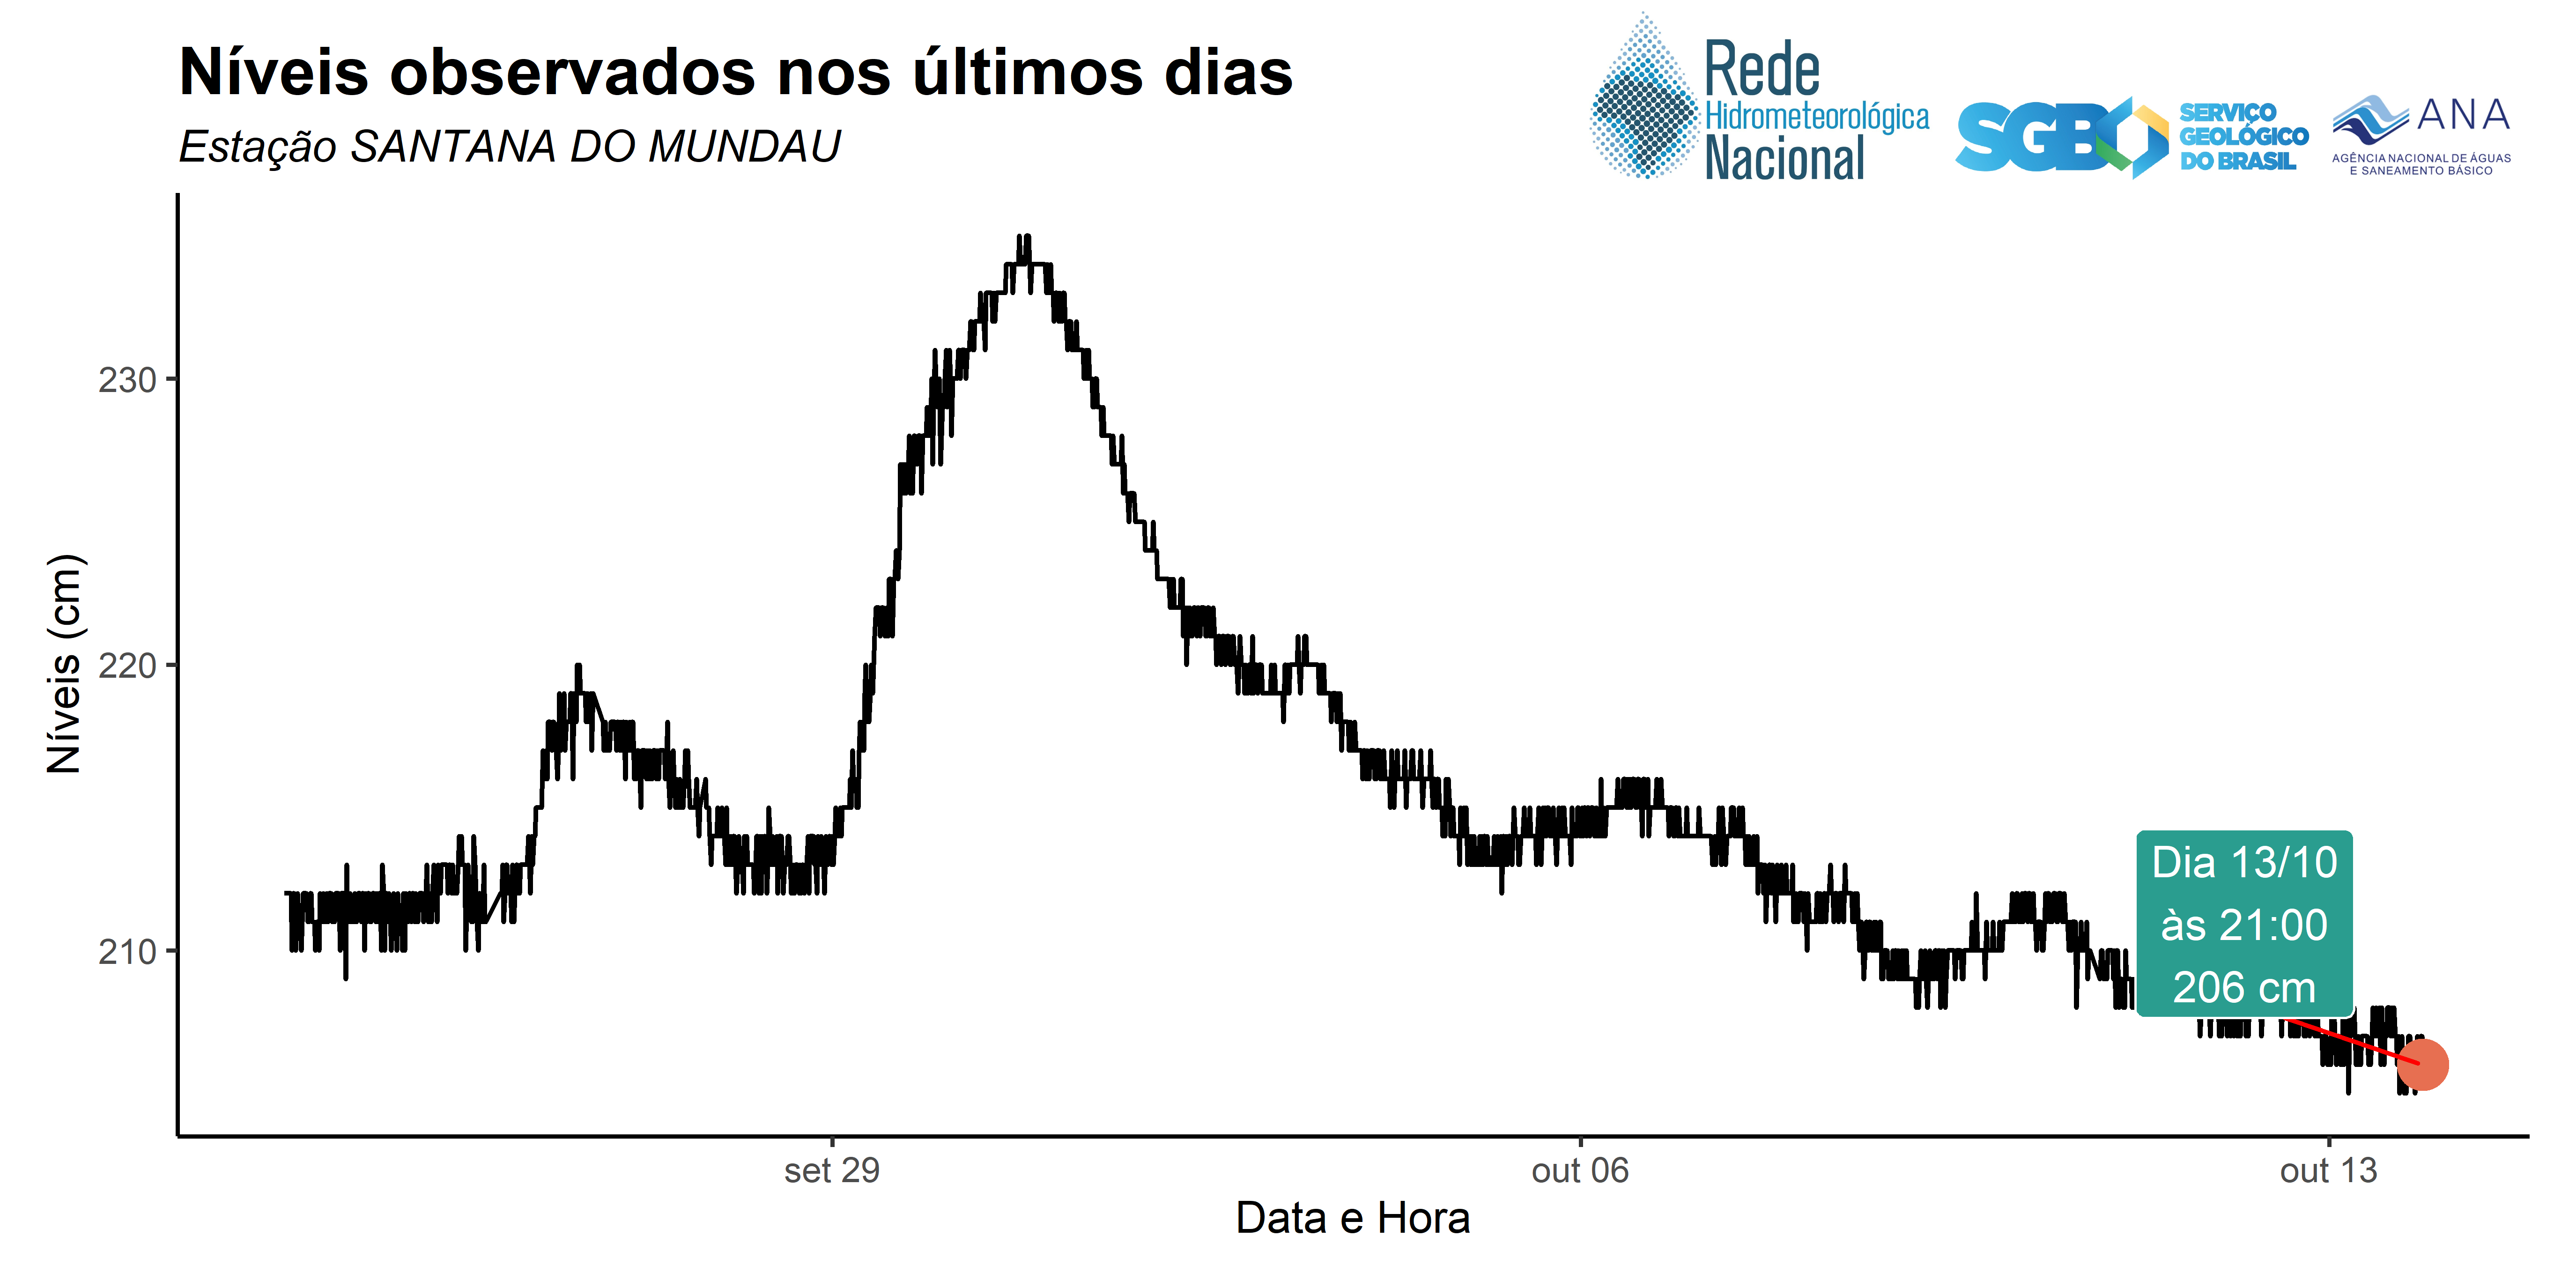 Níveis observados nos últimos dias
Estação SANTANA DO MUNDAU
Rede
Hidrometeorológica
Nacional
SGB
SERVIÇO
GEOLÓGICO
DO BRASIL
ANA
AGÊNCIA NACIONAL DE ÁGUAS
E SANEAMENTO BÁSICO
Níveis (cm)
230
220
210
Dia 13/10
às 21:00
206 cm
set 29
out 06
out 13
Data e Hora